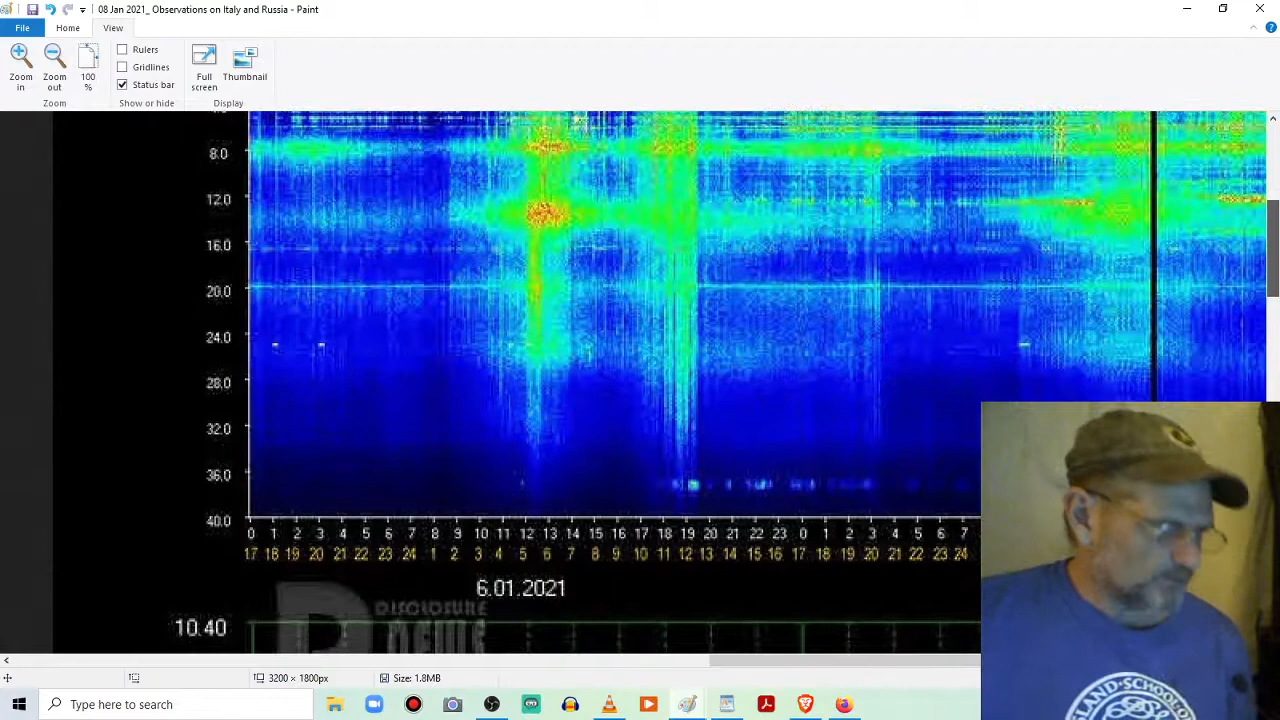 08 Jan 2021_ Observations on Italy and Russia - Paint
File Home View
Zoom in
Zoom out
100 %
Rulers
Gridlines
Status bar
Full screen
Thumbnail
Zoom
Show or hide
Display
8.0
12.0
16.0
20.0
24.0
28.0
32.0
36.0
40.0
0 1 2 3 4 5 6 7 8 9 10 11 12 13 14 15 16 17 18 19 20 21 22 23 0 1 2 3 4 5 6 7
17 18 19 20 21 22 23 24 1 2 3 4 5 6 7 8 9 10 11 12 13 14 15 16 17 18 19 20 21 22 23 24
6.01.2021
DISCLOSURE
NEWS
10.40
3200 × 1800px
Size: 1.8MB
Type here to search